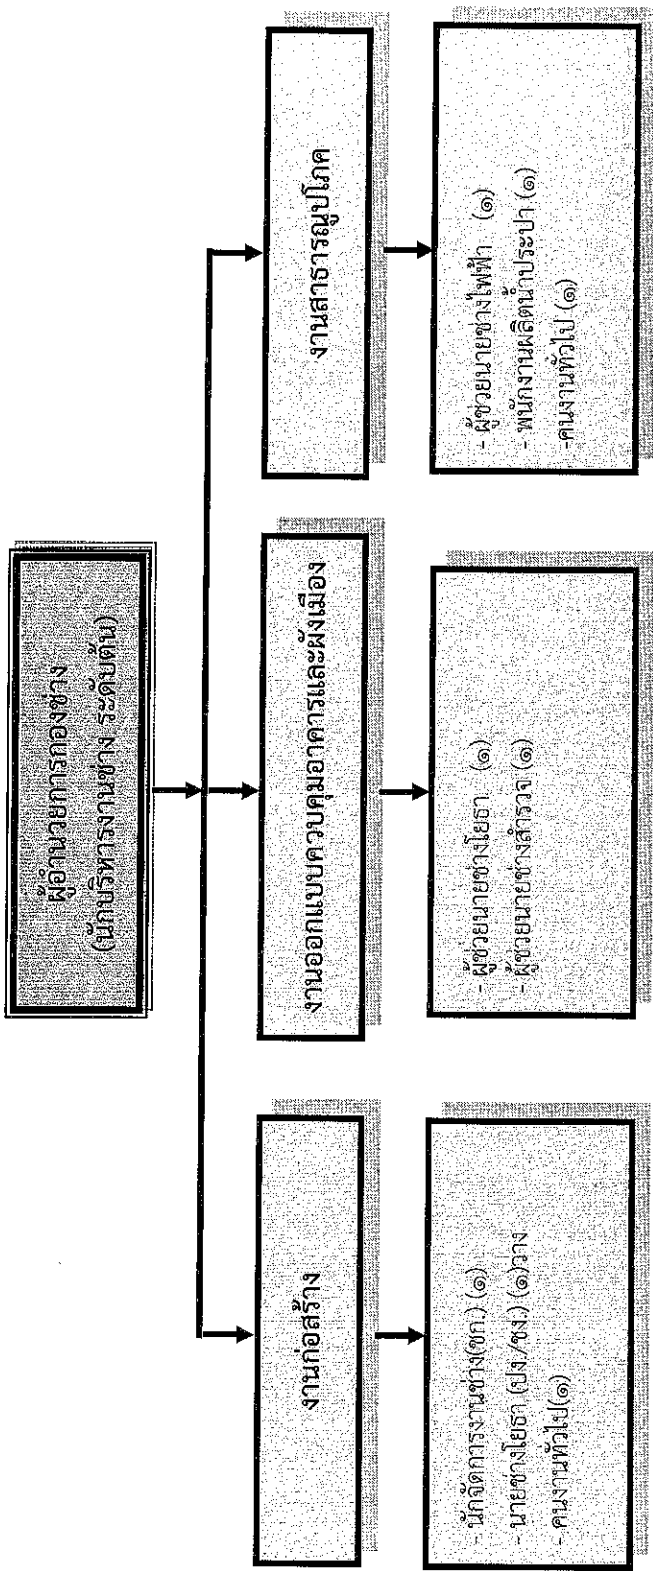 ผู้อำนวยการกองช่าง
(นักบริหารงานช่าง ระดับต้น)
งานก่อสร้าง
งานออกแบบควบคุมอาคารและผังเมือง
งานสาธารณูปโภค
- นักจัดการงานช่าง(ชก.) (๑)
- นายช่างโยธา (ปง./ชง.) (๑)ว่าง
- คนงานทั่วไป(๑)
- ผู้ช่วยนายช่างโยธา (๑)
- ผู้ช่วยนายช่างสำรวจ (๑)
- ผู้ช่วยนายช่างไฟฟ้า (๑)
- พนักงานผลิตน้ำประปา (๑)
-คนงานทั่วไป (๑)